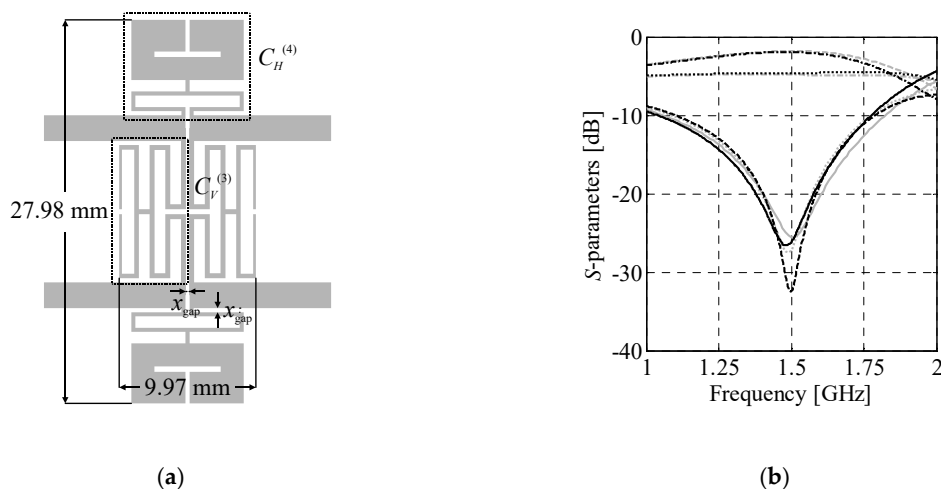 C_H^(4)
C_V^(3)
27.98 mm
x_gap
x_gap
9.97 mm
(a)
S-parameters [dB]
0
-10
-20
-30
-40
1
1.25
1.5
1.75
2
Frequency [GHz]
(b)